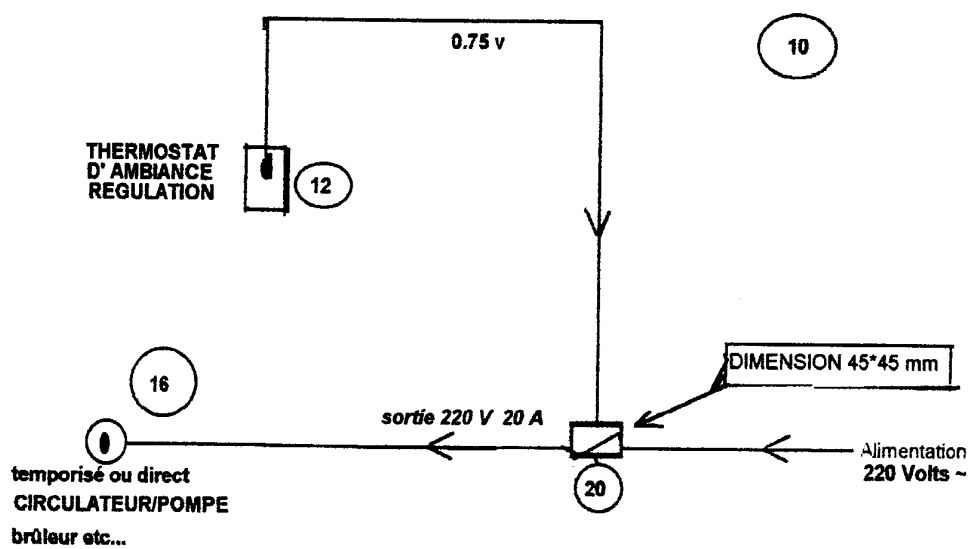 0.75 v
10
THERMOSTAT
D' AMBIANCE
REGULATION
12
DIMENSION 45*45 mm
16
sortie 220 V 20 A
Alimentation
220 Volts ~
20
temporisé ou direct
CIRCULATEUR/POMPE
brûleur etc...